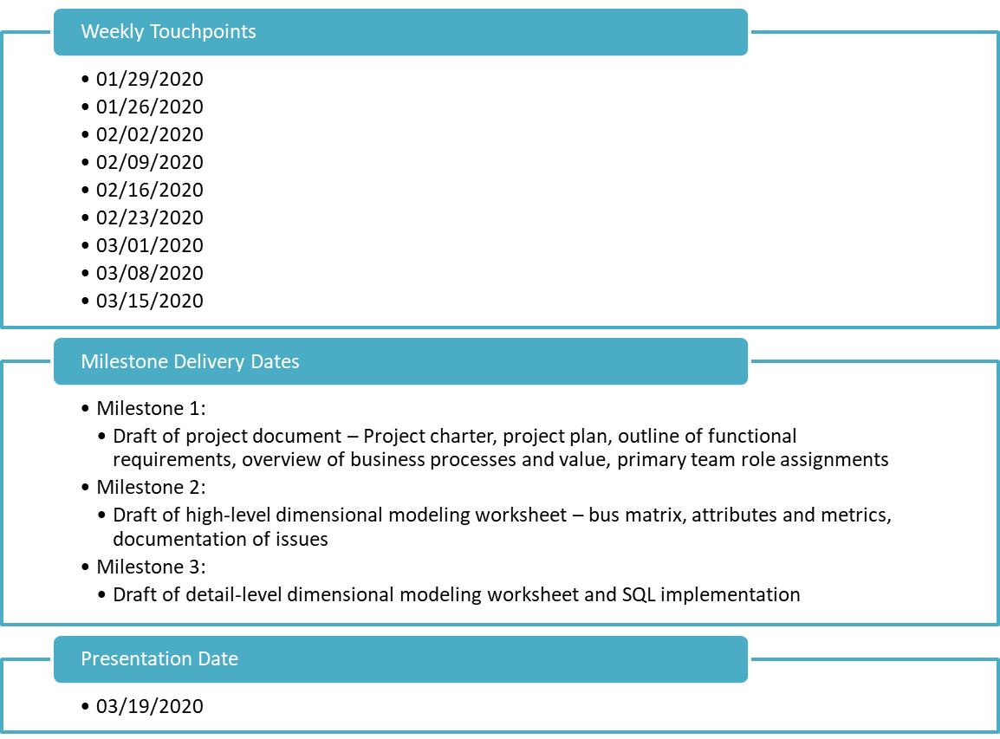 Weekly Touchpoints
• 01/29/2020
• 01/26/2020
• 02/02/2020
• 02/09/2020
• 02/16/2020
• 02/23/2020
• 03/01/2020
• 03/08/2020
• 03/15/2020
Milestone Delivery Dates
• Milestone 1:
• Draft of project document – Project charter, project plan, outline of functional
requirements, overview of business processes and value, primary team role assignments
• Milestone 2:
• Draft of high-level dimensional modeling worksheet – bus matrix, attributes and metrics,
documentation of issues
• Milestone 3:
• Draft of detail-level dimensional modeling worksheet and SQL implementation
Presentation Date
• 03/19/2020